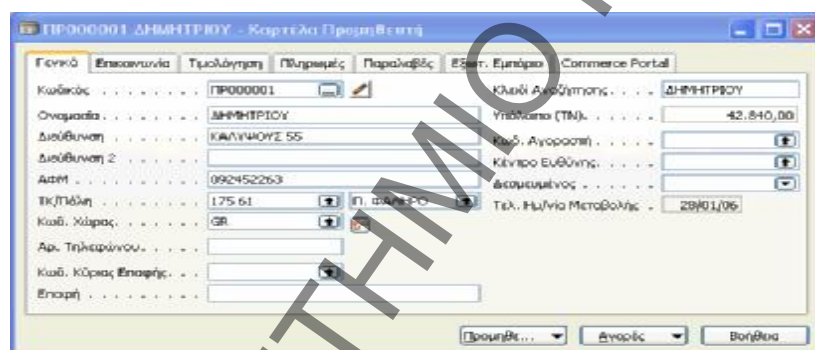 ΠΡ000001 ΔΗΜΗΤΡΙΟΥ - Καρτέλα Προμηθευτή
Γενικό Επικοινωνία Τιμολόγηση Πληρωμές Παραλαβές Εξωτ. Εμπόριο Commerce Portal
Κωδικός ΠΡ000001 Κλειδί Αναζήτησης ΔΗΜΗΤΡΙΟΥ
Ονομασία ΔΗΜΗΤΡΙΟΥ Υπόλοιπο (ΤΝ) 42.840,00
Διεύθυνση ΚΑΛΥΨΟΥΣ 55 Κωδ. Αγοραστή
Διεύθυνση 2 Κέντρο Ευθύνης
ΑΦΜ 092452263 Δεσμευμένος
ΤΚ/Πόλη 175 61 Π. ΦΑΛΗΡΟ Τελ. Ημ/νία Μεταβολής 28/01/06
Κωδ. Χώρας GR
Αρ. Τηλεφώνου
Κωδ. Κύριας Επαφής
Επαφή
Προμηθε... Αγορές Βοήθεια